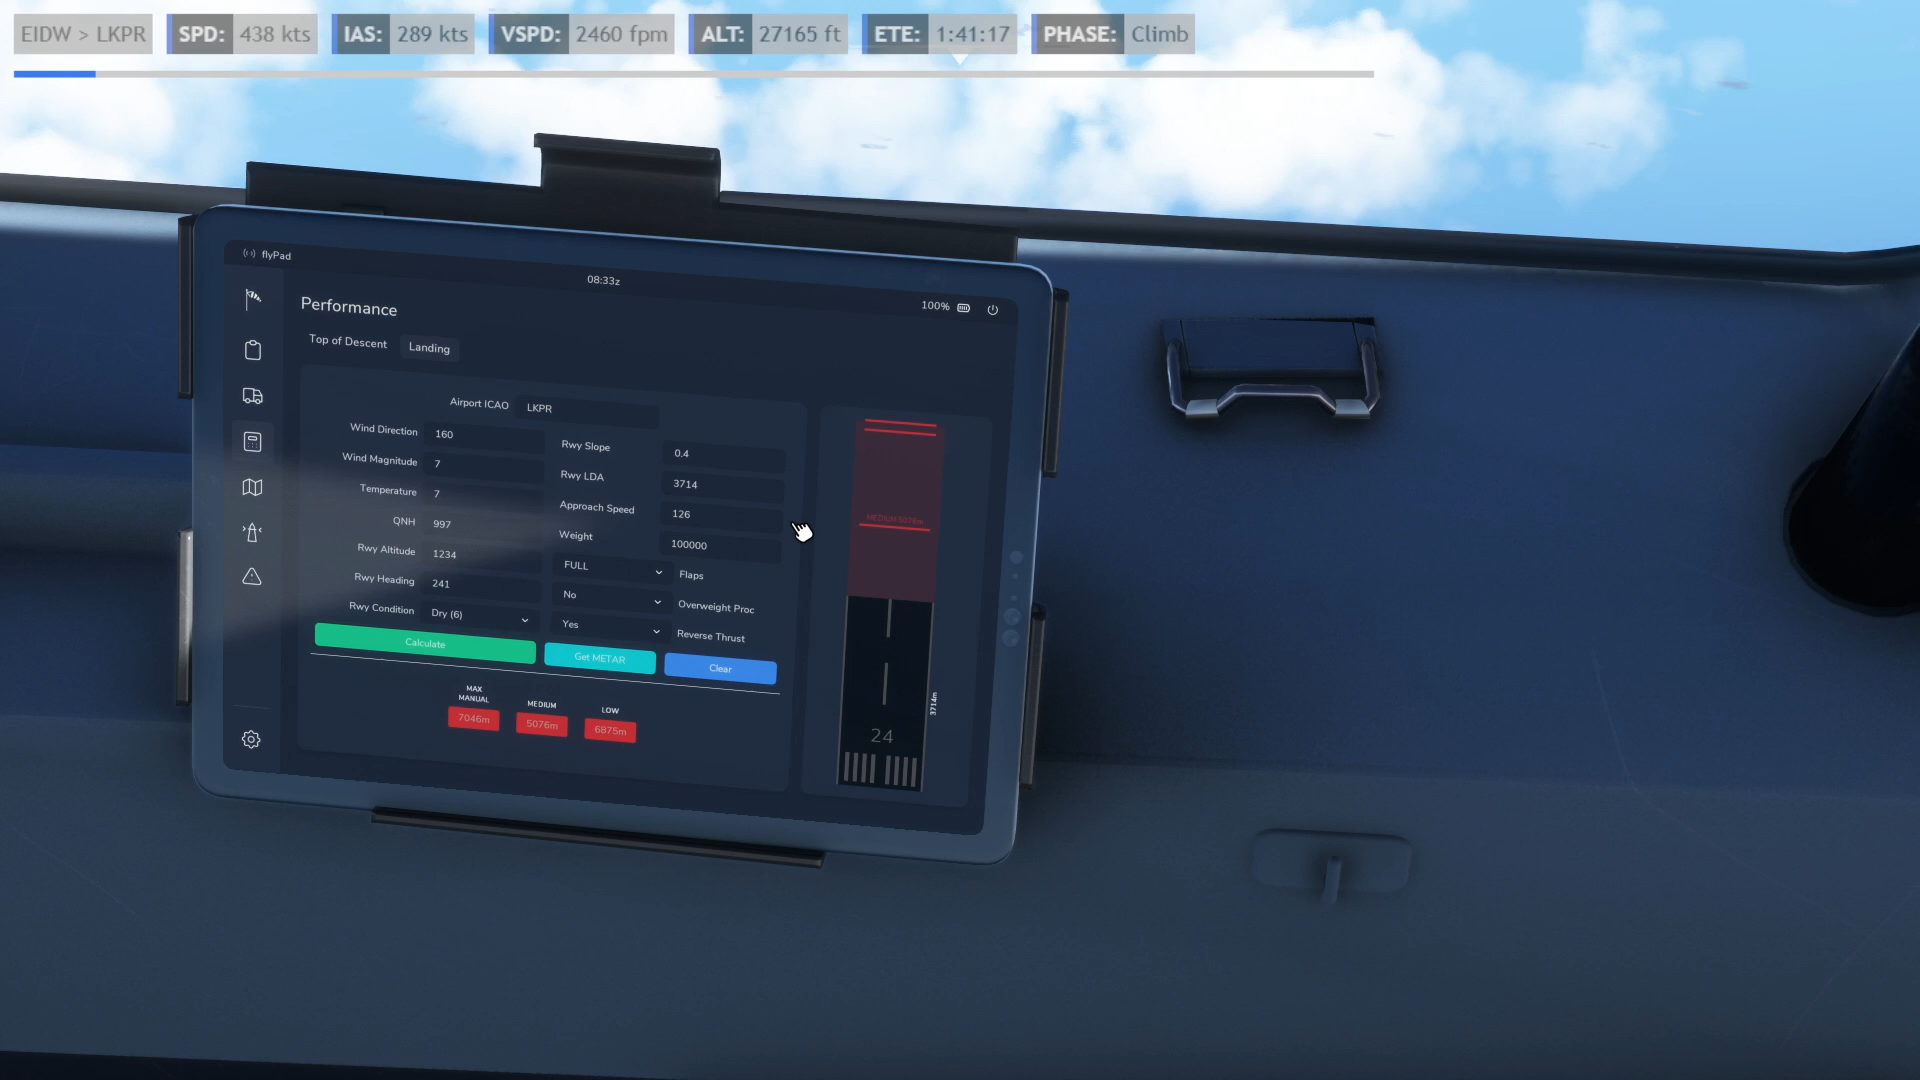 EIDW > LKPR SPD: 438 kts IAS: 289 kts VSPD: 2460 fpm ALT: 27165 ft ETE: 1:41:17 PHASE: Climb
flyPad 08:33z 100%
Performance
Top of Descent Landing
Airport ICAO LKPR
Wind Direction 160 Rwy Slope 0.4
Wind Magnitude 7 Rwy LDA 3714
Temperature 7 Approach Speed 126
QNH 997 Weight 100000
Rwy Altitude 1234 FULL Flaps
Rwy Heading 241 No Overweight Proc
Rwy Condition Dry (6) Yes Reverse Thrust
Calculate Get METAR Clear
MAX MANUAL MEDIUM LOW
7046m 5076m 6875m
MEDIUM 5076m
3714m
24